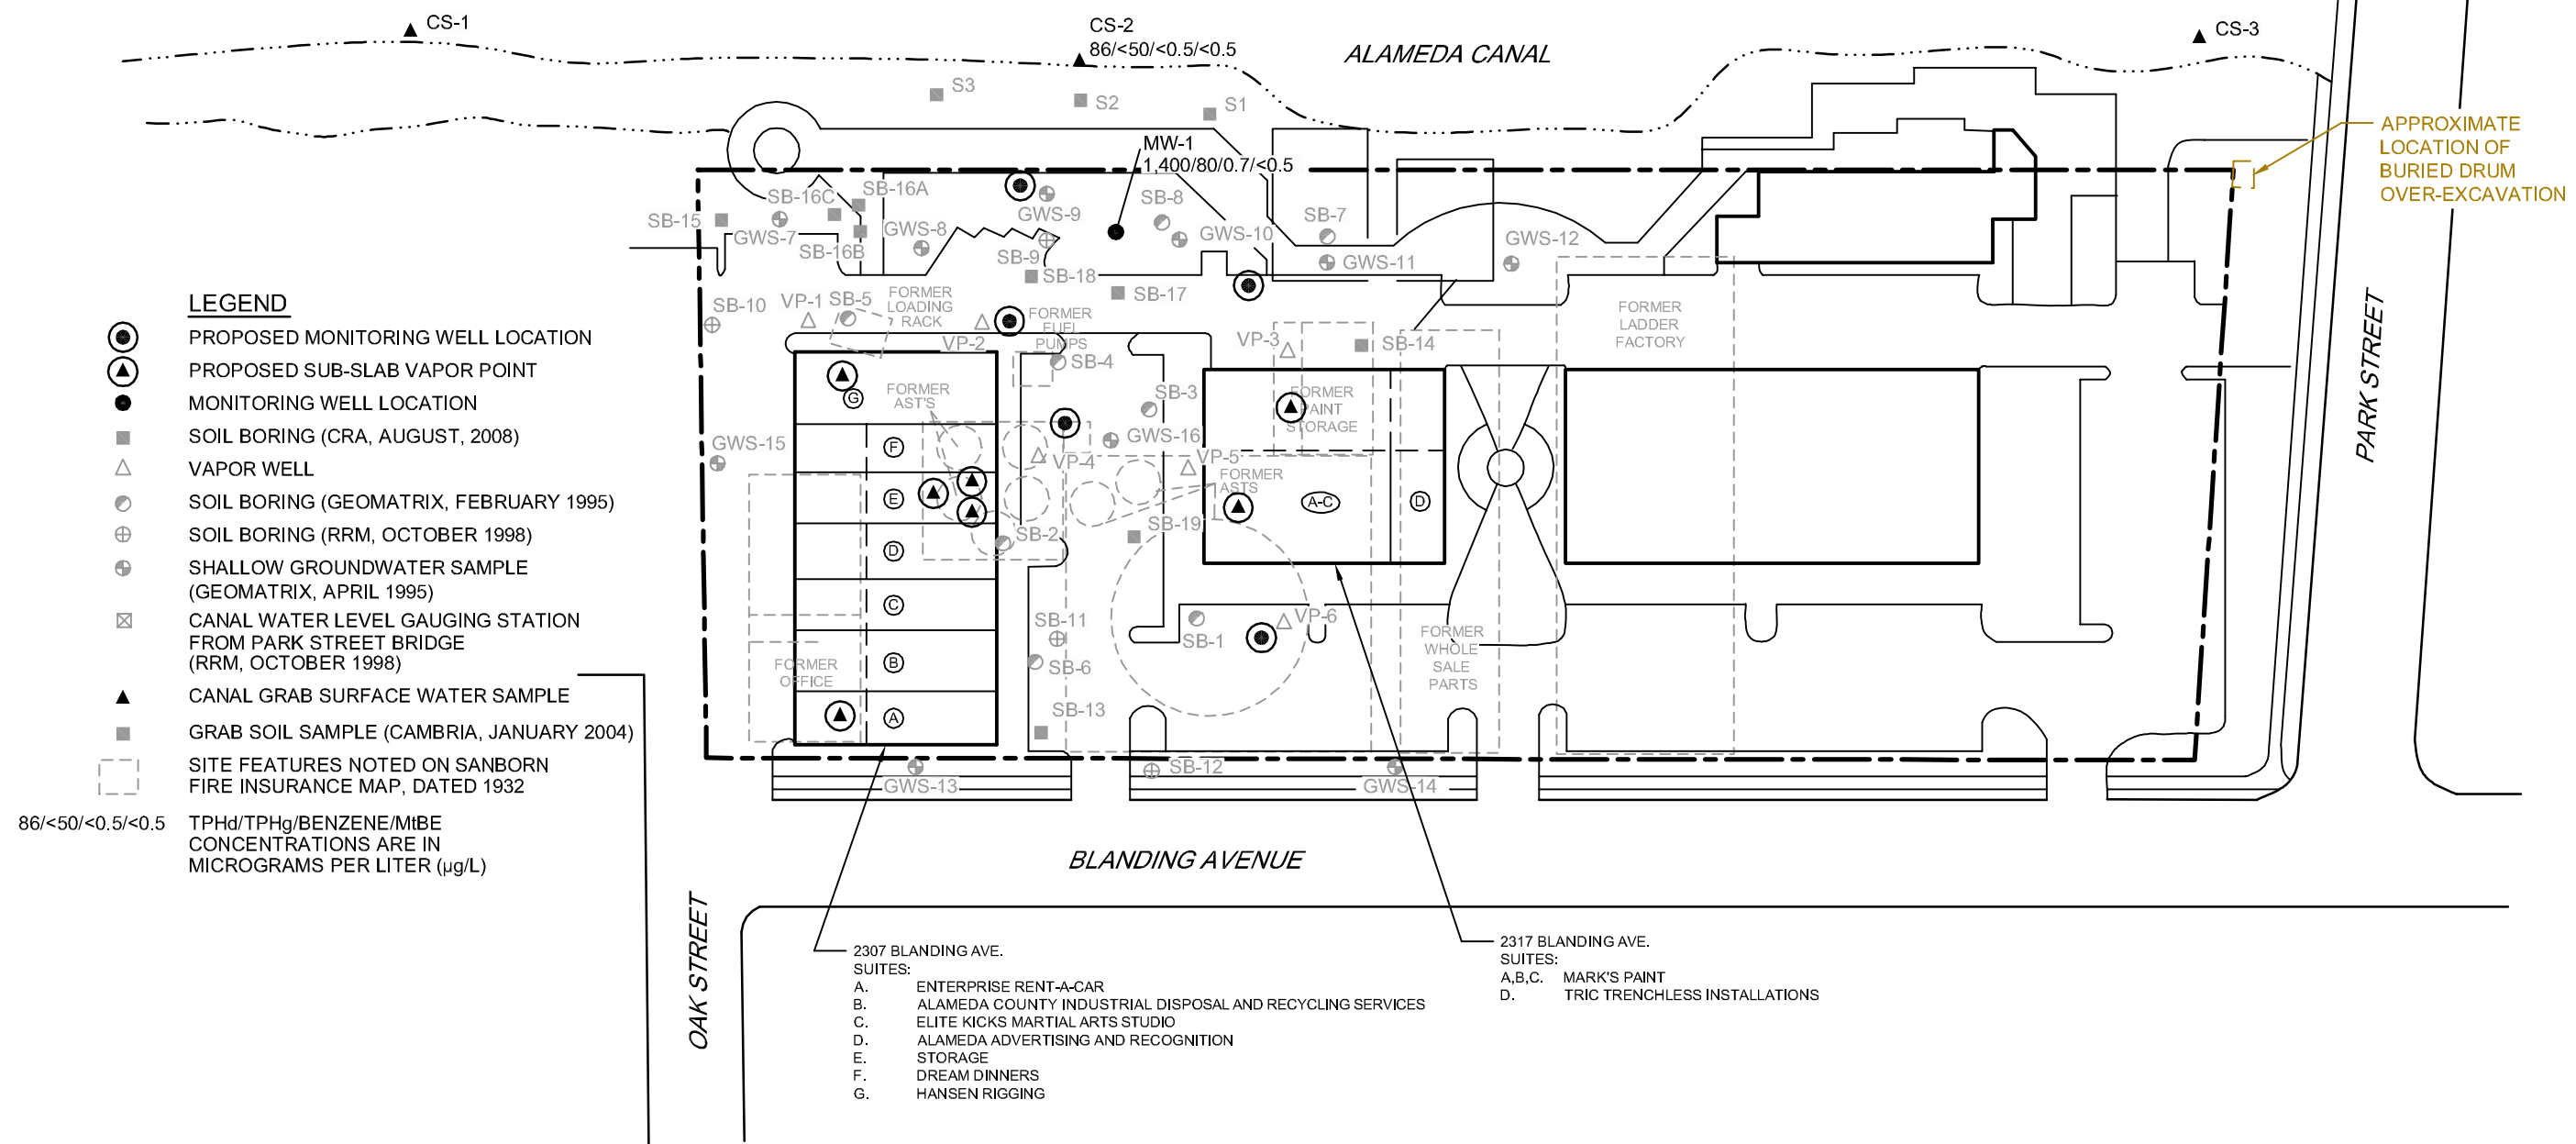 CS-1
CS-2
86/<50/<0.5/<0.5
ALAMEDA CANAL
CS-3
S3
S2
S1
APPROXIMATE
LOCATION OF
BURIED DRUM
OVER-EXCAVATION
MW-1
1,400/80/0.7/<0.5
SB-16C
SB-16A
SB-15
GWS-7
SB-16B
GWS-8
GWS-9
SB-8
GWS-10
SB-7
GWS-11
GWS-12
SB-9
SB-18
SB-17
SB-10
VP-1
SB-5
FORMER
LOADING
RACK
VP-2
FORMER
FUEL
PUMPS
SB-4
VP-3
SB-14
FORMER
LADDER
FACTORY
PARK STREET
LEGEND
PROPOSED MONITORING WELL LOCATION
PROPOSED SUB-SLAB VAPOR POINT
MONITORING WELL LOCATION
SOIL BORING (CRA, AUGUST, 2008)
VAPOR WELL
SOIL BORING (GEOMATRIX, FEBRUARY 1995)
SOIL BORING (RRM, OCTOBER 1998)
SHALLOW GROUNDWATER SAMPLE
(GEOMATRIX, APRIL 1995)
CANAL WATER LEVEL GAUGING STATION
FROM PARK STREET BRIDGE
(RRM, OCTOBER 1998)
CANAL GRAB SURFACE WATER SAMPLE
GRAB SOIL SAMPLE (CAMBRIA, JANUARY 2004)
SITE FEATURES NOTED ON SANBORN
FIRE INSURANCE MAP, DATED 1932
86/<50/<0.5/<0.5
TPHd/TPHg/BENZENE/MtBE
CONCENTRATIONS ARE IN
MICROGRAMS PER LITER (µg/L)
G
F
E
D
C
B
A
FORMER
AST'S
SB-3
GWS-15
GWS-16
VP-4
VP-5
FORMER
ASTS
FORMER
PAINT
STORAGE
A-C
D
SB-2
SB-19
SB-11
SB-6
SB-1
VP-6
FORMER
OFFICE
FORMER
WHOLE
SALE
PARTS
SB-13
GWS-13
SB-12
GWS-14
BLANDING AVENUE
OAK STREET
2307 BLANDING AVE.
SUITES:
A. ENTERPRISE RENT-A-CAR
B. ALAMEDA COUNTY INDUSTRIAL DISPOSAL AND RECYCLING SERVICES
C. ELITE KICKS MARTIAL ARTS STUDIO
D. ALAMEDA ADVERTISING AND RECOGNITION
E. STORAGE
F. DREAM DINNERS
G. HANSEN RIGGING
2317 BLANDING AVE.
SUITES:
A,B,C. MARK'S PAINT
D. TRIC TRENCHLESS INSTALLATIONS